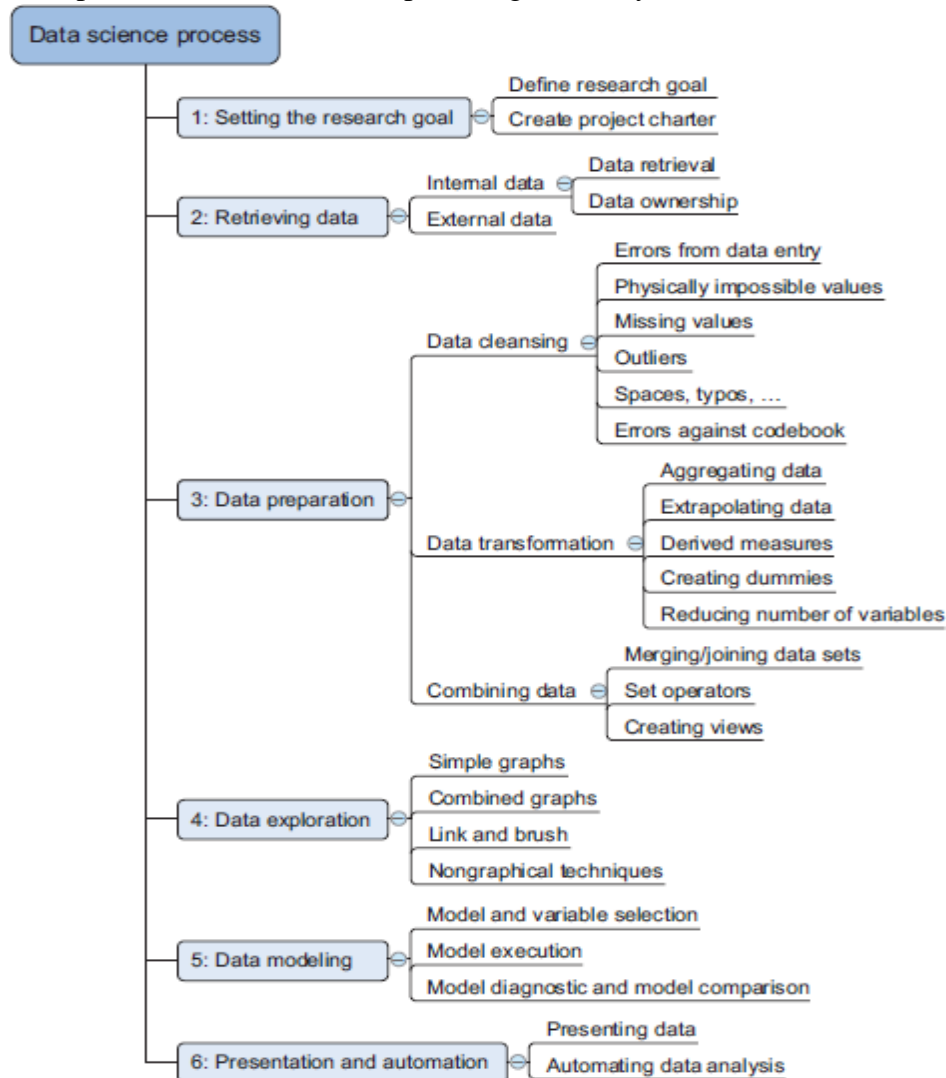 Data science process
1: Setting the research goal
Define research goal
Create project charter
2: Retrieving data
Internal data
Data retrieval
Data ownership
External data
3: Data preparation
Data cleansing
Errors from data entry
Physically impossible values
Missing values
Outliers
Spaces, typos, ...
Errors against codebook
Data transformation
Aggregating data
Extrapolating data
Derived measures
Creating dummies
Reducing number of variables
Combining data
Merging/joining data sets
Set operators
Creating views
4: Data exploration
Simple graphs
Combined graphs
Link and brush
Nongraphical techniques
5: Data modeling
Model and variable selection
Model execution
Model diagnostic and model comparison
6: Presentation and automation
Presenting data
Automating data analysis